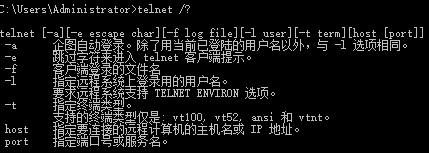 C:\Users\Administrator>telnet /?
telnet [-a][-e escape char][-f log file][-l user][-t term][host [port]]
-a 企图自动登录。除了用当前已登陆的用户名以外，与 -l 选项相同。
-e 跳过字符来进入 telnet 客户端提示。
-f 客户端登录的文件名
-l 指定远程系统上登录用的用户名。
要求远程系统支持 TELNET ENVIRON 选项。
-t 指定终端类型。
支持的终端类型仅是: vt100, vt52, ansi 和 vtnt。
host 指定要连接的远程计算机的主机名或 IP 地址。
port 指定端口号或服务名。